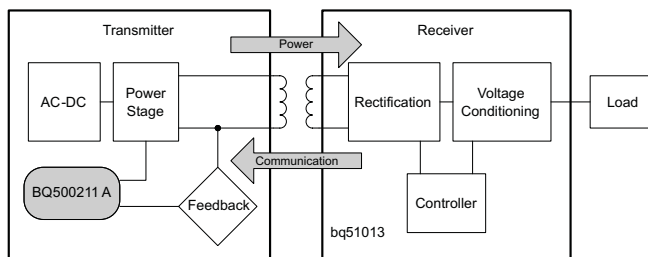 Transmitter
Receiver
Power
AC-DC
Power
Stage
Rectification
Voltage
Conditioning
Load
Communication
BQ500211 A
Feedback
Controller
bq51013